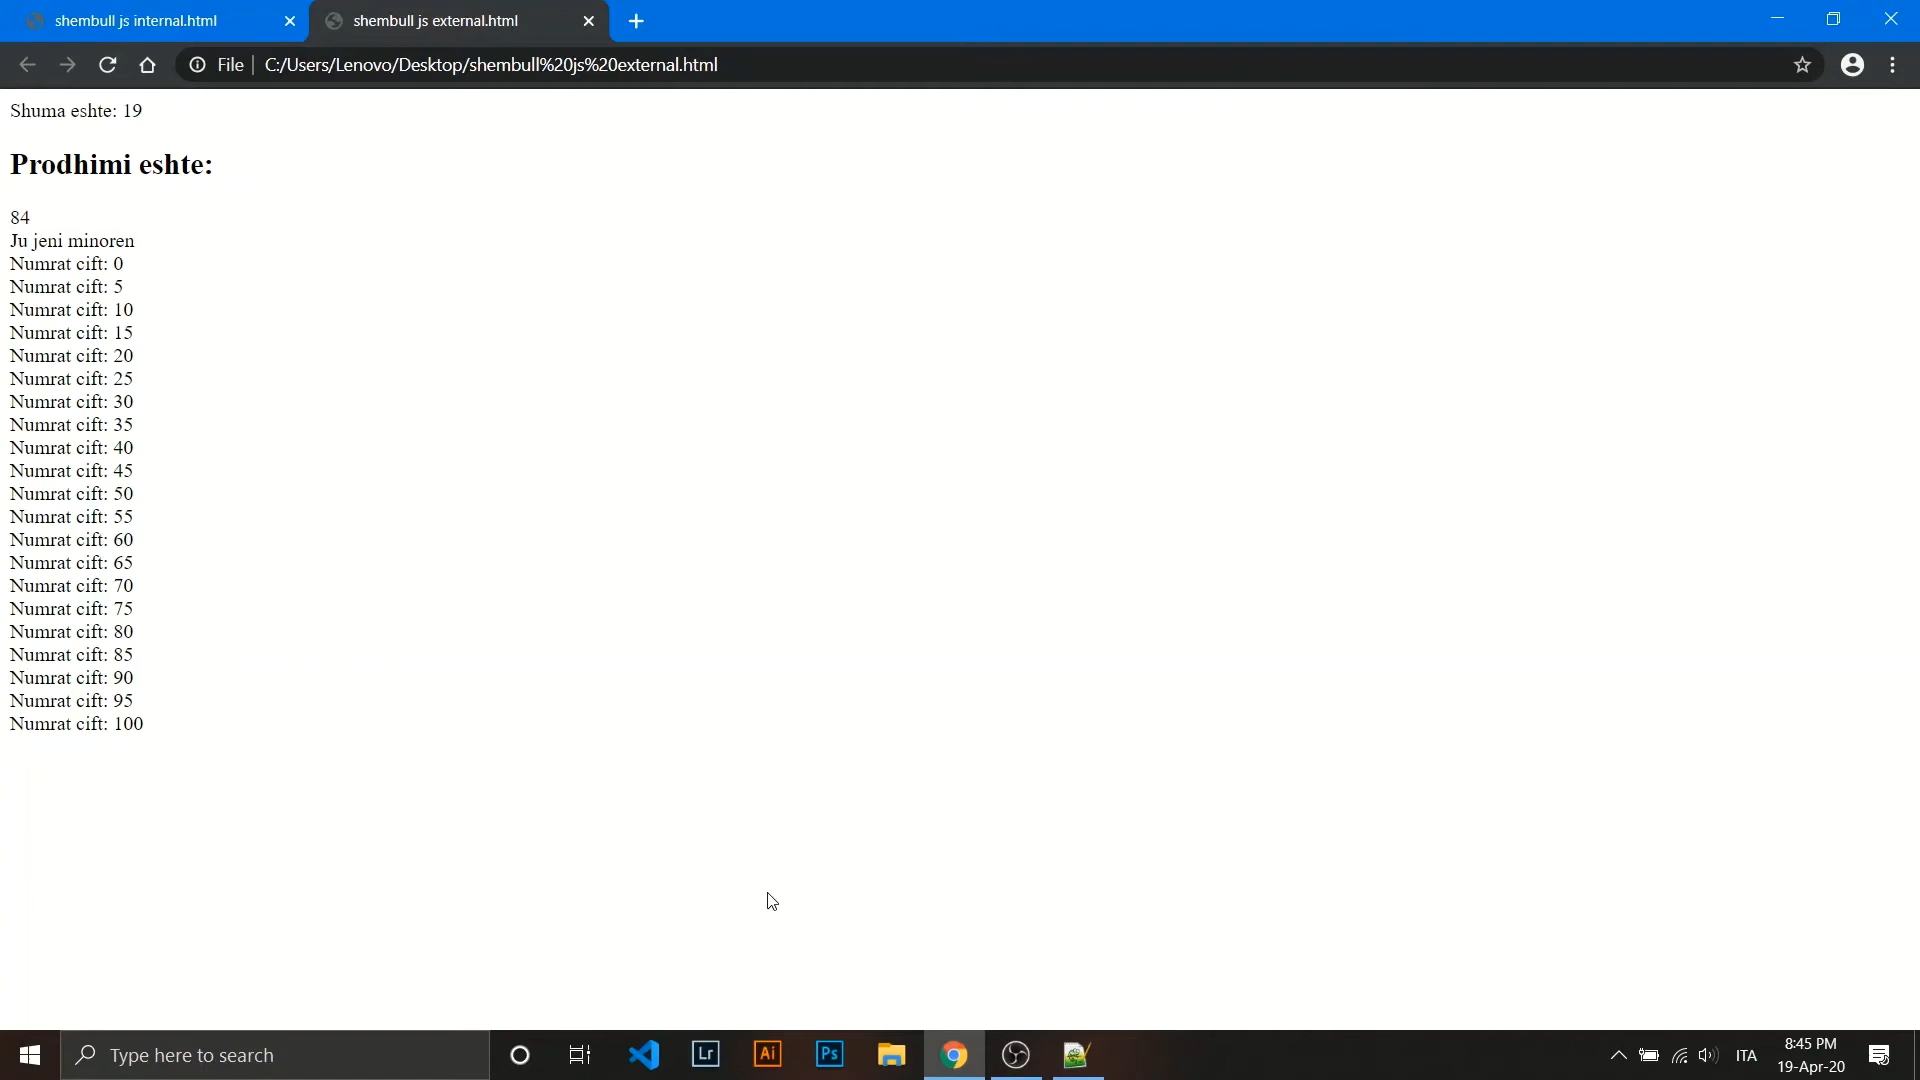 shembull js internal.html
shembull js external.html
File
C:/Users/Lenovo/Desktop/shembull%20js%20external.html
Shuma eshte: 19
Prodhimi eshte:
84
Ju jeni minoren
Numrat cift: 0
Numrat cift: 5
Numrat cift: 10
Numrat cift: 15
Numrat cift: 20
Numrat cift: 25
Numrat cift: 30
Numrat cift: 35
Numrat cift: 40
Numrat cift: 45
Numrat cift: 50
Numrat cift: 55
Numrat cift: 60
Numrat cift: 65
Numrat cift: 70
Numrat cift: 75
Numrat cift: 80
Numrat cift: 85
Numrat cift: 90
Numrat cift: 95
Numrat cift: 100
Type here to search
Lr
Ai
Ps
ITA
8:45 PM
19-Apr-20